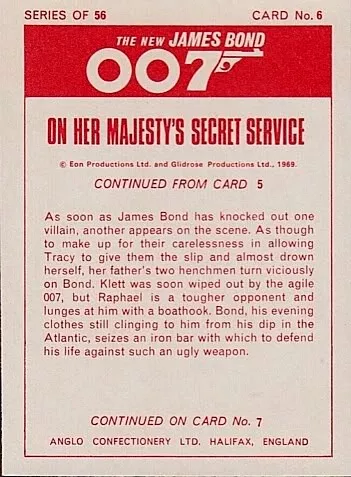 SERIES OF 56 CARD No. 6
THE NEW JAMES BOND
007
ON HER MAJESTY'S SECRET SERVICE
© Eon Productions Ltd. and Glidrose Productions Ltd., 1969.
CONTINUED FROM CARD 5
As soon as James Bond has knocked out one
villain, another appears on the scene. As though
to make up for their carelessness in allowing
Tracy to give them the slip and almost drown
herself, her father's two henchmen turn viciously
on Bond. Klett was soon wiped out by the agile
007, but Raphael is a tougher opponent and
lunges at him with a boathook. Bond, his evening
clothes still clinging to him from his dip in the
Atlantic, seizes an iron bar with which to defend
his life against such an ugly weapon.
CONTINUED ON CARD No. 7
ANGLO CONFECTIONERY LTD. HALIFAX, ENGLAND